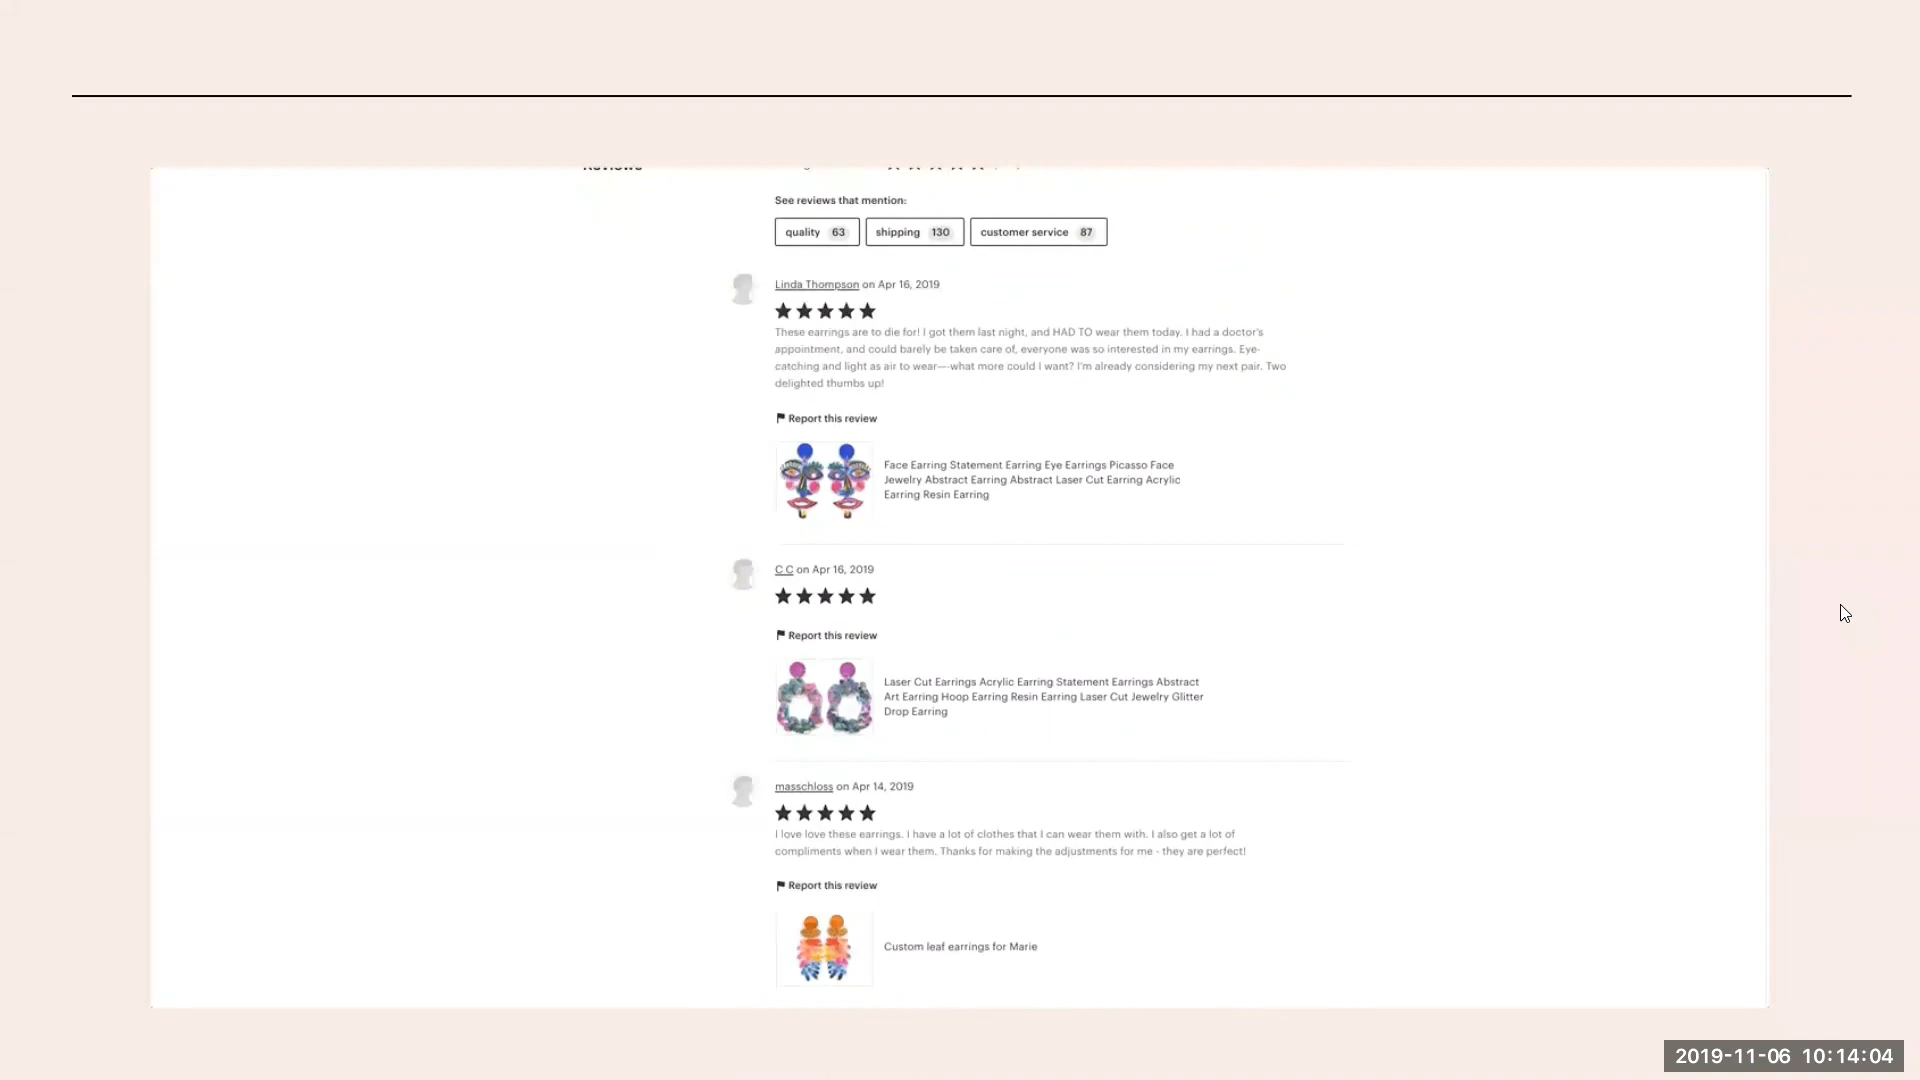 Reviews
See reviews that mention:
quality 63 shipping 130 customer service 87
Linda Thompson on Apr 16, 2019
These earrings are to die for! I got them last night, and HAD TO wear them today. I had a doctor's
appointment, and could barely be taken care of, everyone was so interested in my earrings. Eye-
catching and light as air to wear—-what more could I want? I'm already considering my next pair. Two
delighted thumbs up!
Report this review
Face Earring Statement Earring Eye Earrings Picasso Face
Jewelry Abstract Earring Abstract Laser Cut Earring Acrylic
Earring Resin Earring
C C on Apr 16, 2019
Report this review
Laser Cut Earrings Acrylic Earring Statement Earrings Abstract
Art Earring Hoop Earring Resin Earring Laser Cut Jewelry Glitter
Drop Earring
masschloss on Apr 14, 2019
I love love these earrings. I have a lot of clothes that I can wear them with. I also get a lot of
compliments when I wear them. Thanks for making the adjustments for me - they are perfect!
Report this review
Custom leaf earrings for Marie
2019-11-06 10:14:04